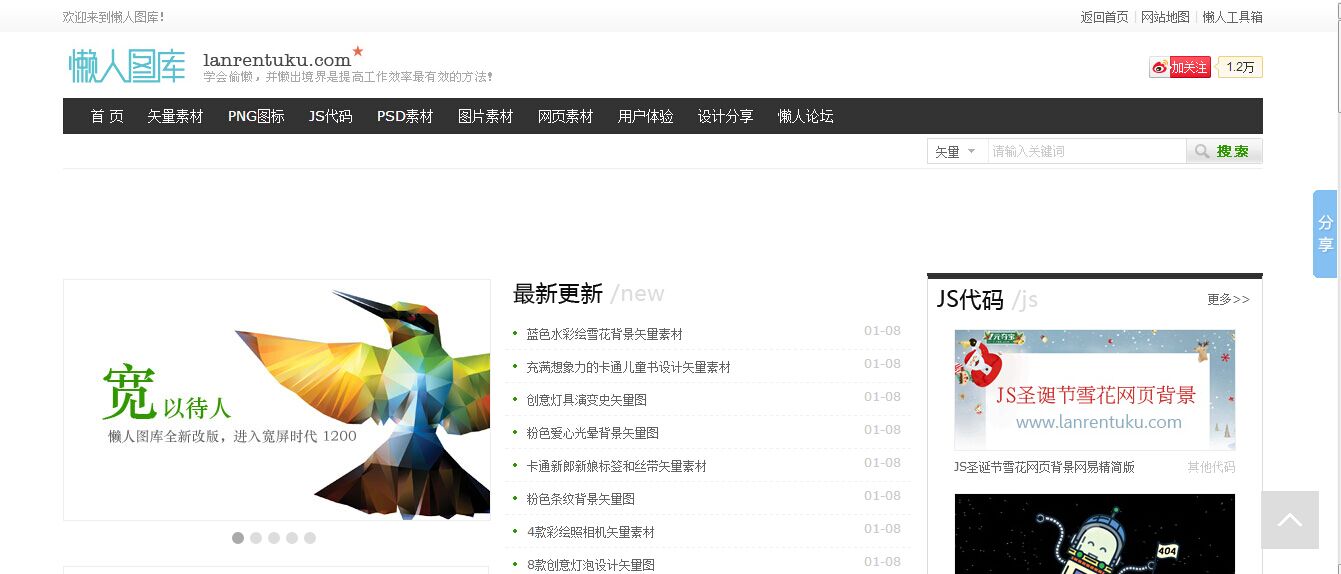 欢迎来到懒人图库!
返回首页 | 网站地图 | 懒人工具箱
懒人图库
lanrentuku.com
学会偷懒，并懒出境界是提高工作效率最有效的方法!
加关注 1.2万
首 页 矢量素材 PNG图标 JS代码 PSD素材 图片素材 网页素材 用户体验 设计分享 懒人论坛
矢量 请输入关键词 搜索
分享
宽 以待人
懒人图库全新改版，进入宽屏时代 1200
最新更新 /new
蓝色水彩绘雪花背景矢量素材 01-08
充满想象力的卡通儿童书设计矢量素材 01-08
创意灯具演变史矢量图 01-08
粉色爱心光晕背景矢量图 01-08
卡通新郎新娘标签和丝带矢量素材 01-08
粉色条纹背景矢量图 01-08
4款彩绘照相机矢量素材 01-08
8款创意灯泡设计矢量图 01-08
JS代码 /js 更多>>
JS圣诞节雪花网页背景
www.lanrentuku.com
JS圣诞节雪花网页背景网易精简版 其他代码
404